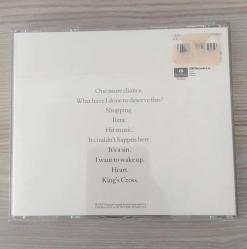 One more chance.
What have I done to deserve this?
Shopping.
Rent.
Hit music.
It couldn't happen here.
It's a sin.
I want to wake up.
Heart.
King's Cross.